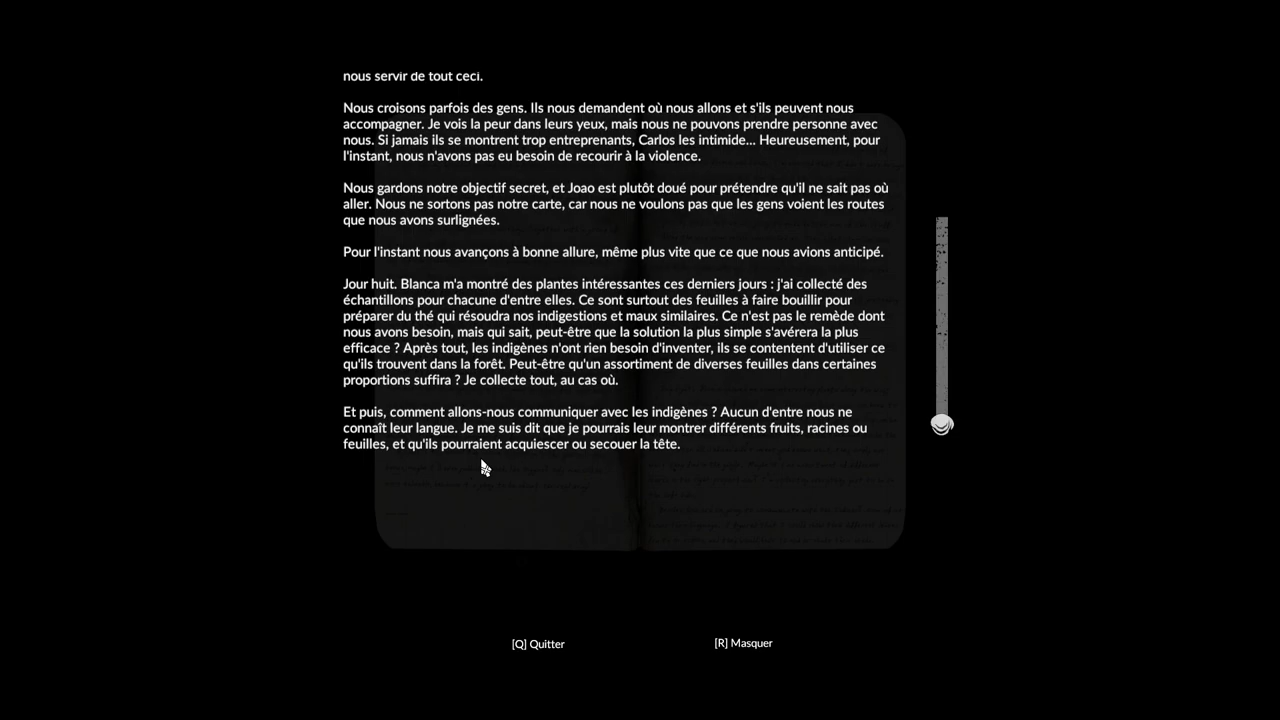 nous servir de tout ceci.
Nous croisons parfois des gens. Ils nous demandent où nous allons et s'ils peuvent nous
accompagner. Je vois la peur dans leurs yeux, mais nous ne pouvons prendre personne avec
nous. Si jamais ils se montrent trop entreprenants, Carlos les intimide... Heureusement, pour
l'instant, nous n'avons pas eu besoin de recourir à la violence.
Nous gardons notre objectif secret, et Joao est plutôt doué pour prétendre qu'il ne sait pas où
aller. Nous ne sortons pas notre carte, car nous ne voulons pas que les gens voient les routes
que nous avons surlignées.
Pour l'instant nous avançons à bonne allure, même plus vite que ce que nous avions anticipé.
Jour huit. Blanca m'a montré des plantes intéressantes ces derniers jours : j'ai collecté des
échantillons pour chacune d'entre elles. Ce sont surtout des feuilles à faire bouillir pour
préparer du thé qui résoudra nos indigestions et maux similaires. Ce n'est pas le remède dont
nous avons besoin, mais qui sait, peut-être que la solution la plus simple s'avérera la plus
efficace ? Après tout, les indigènes n'ont rien besoin d'inventer, ils se contentent d'utiliser ce
qu'ils trouvent dans la forêt. Peut-être qu'un assortiment de diverses feuilles dans certaines
proportions suffira ? Je collecte tout, au cas où.
Et puis, comment allons-nous communiquer avec les indigènes ? Aucun d'entre nous ne
connaît leur langue. Je me suis dit que je pourrais leur montrer différents fruits, racines ou
feuilles, et qu'ils pourraient acquiescer ou secouer la tête.
[Q] Quitter
[R] Masquer